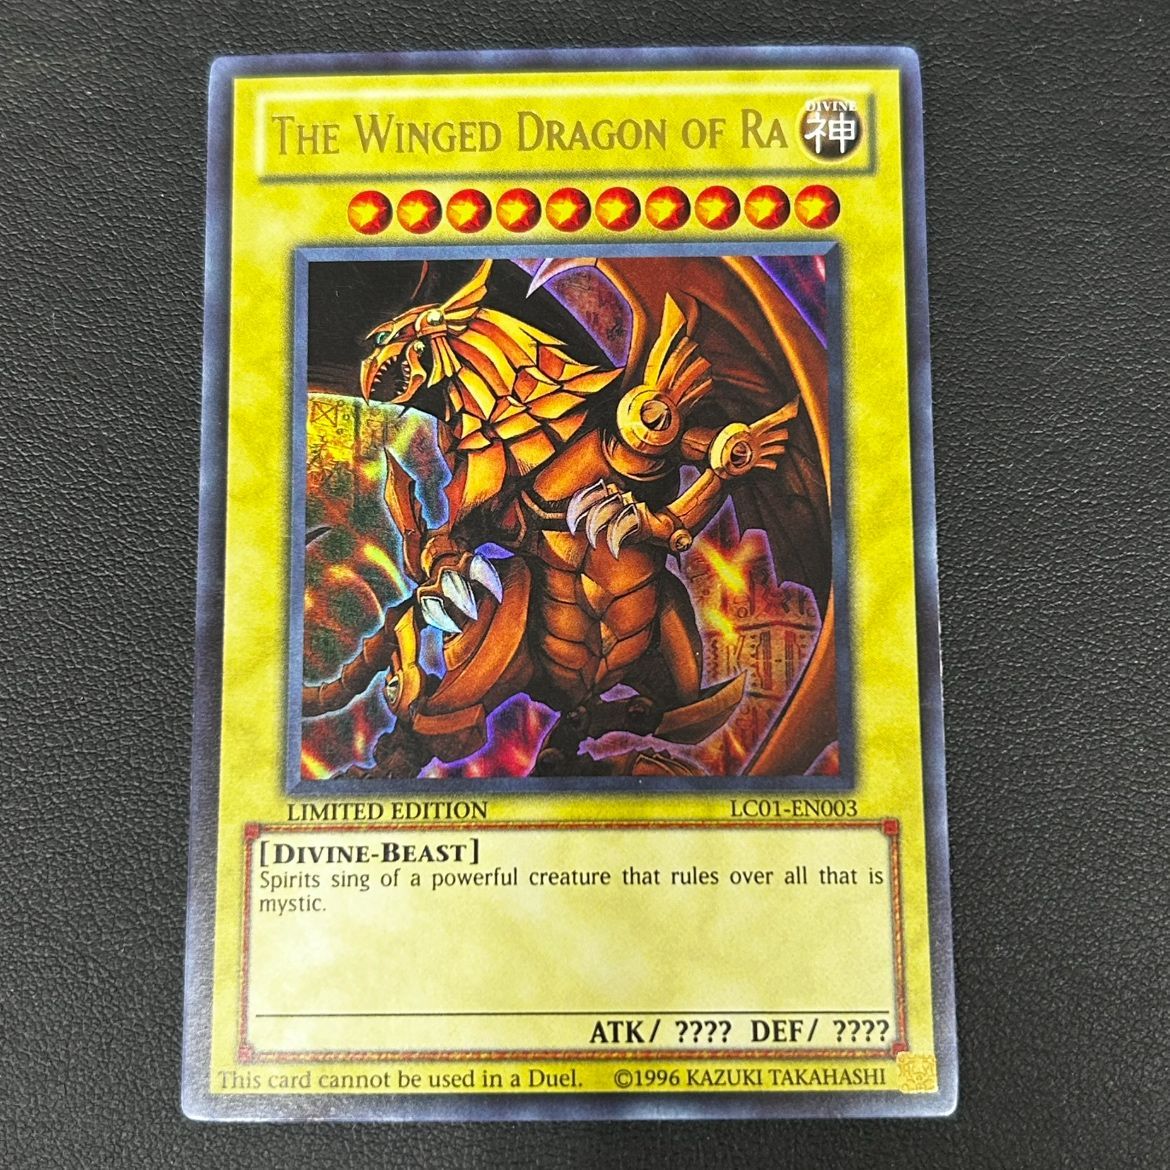 THE WINGED DRAGON OF RA
DIVINE
神
LIMITED EDITION LC01-EN003
[DIVINE-BEAST]
Spirits sing of a powerful creature that rules over all that is
mystic.
ATK/ ???? DEF/ ????
This card cannot be used in a Duel. ©1996 KAZUKI TAKAHASHI